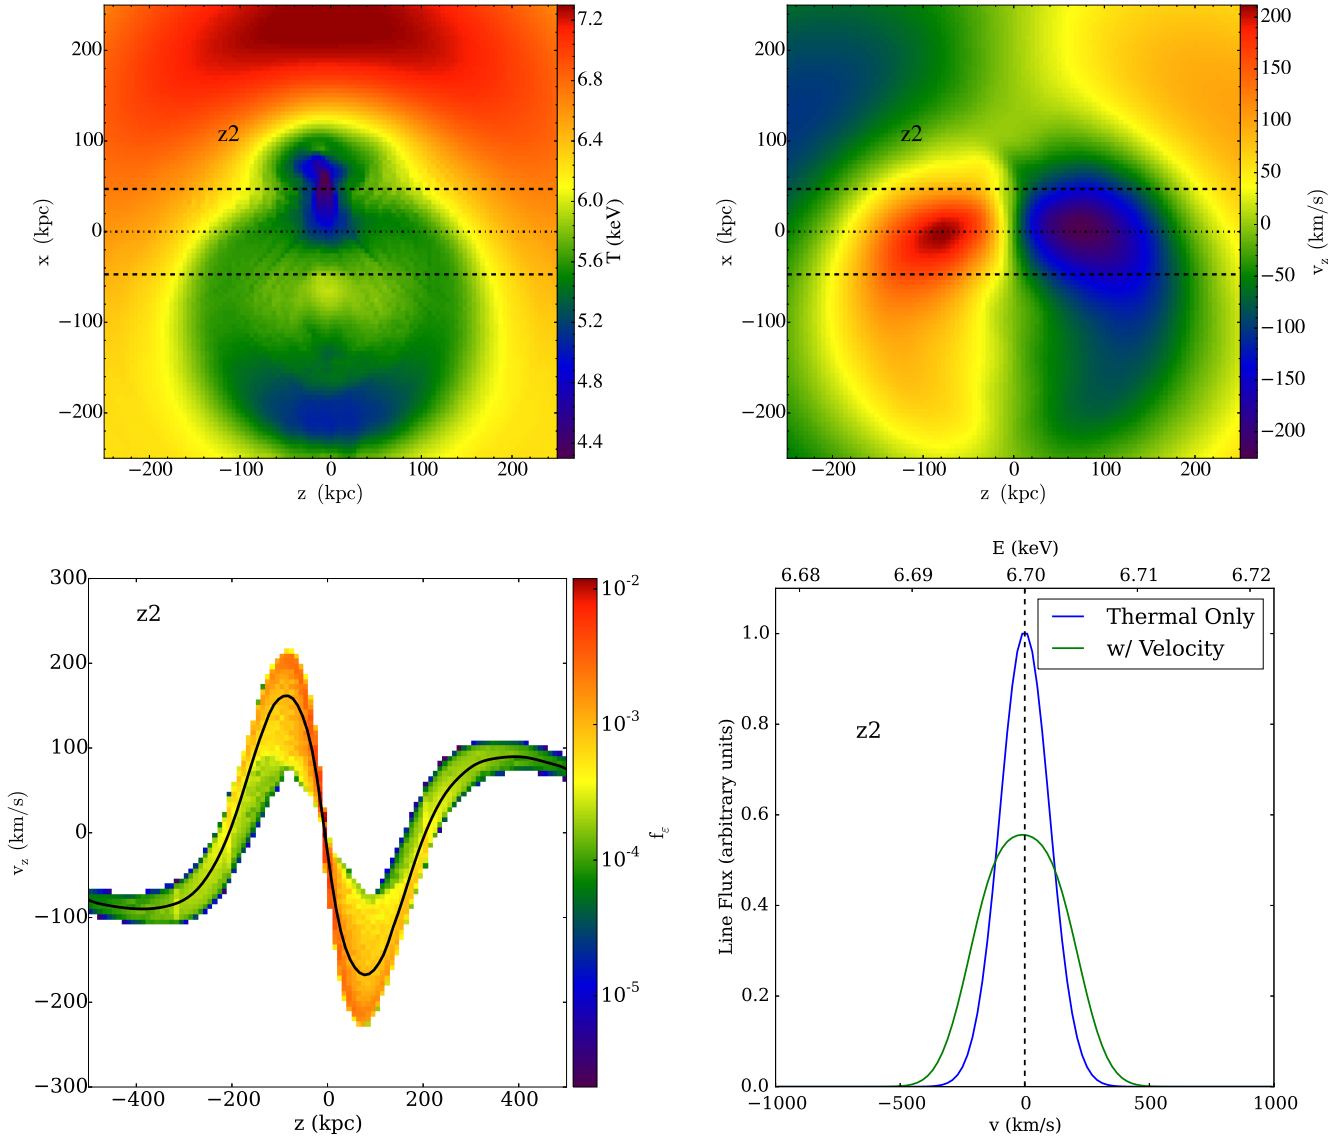 7.2
6.8
6.4
6.0
5.6
5.2
4.8
4.4
T (keV)
200
100
0
−100
−200
x (kpc)
z2
−200 −100 0 100 200
z (kpc)
200
150
100
50
0
−50
−100
−150
−200
v_z (km/s)
200
100
0
−100
−200
x (kpc)
z2
−200 −100 0 100 200
z (kpc)
300
200
100
0
−100
−200
−300
v_z (km/s)
z2
−400 −200 0 200 400
z (kpc)
10^-2
10^-3
10^-4
10^-5
f_ε
E (keV)
6.68 6.69 6.70 6.71 6.72
Thermal Only
w/ Velocity
z2
1.0
0.8
0.6
0.4
0.2
0.0
Line Flux (arbitrary units)
−1000 −500 0 500 1000
v (km/s)